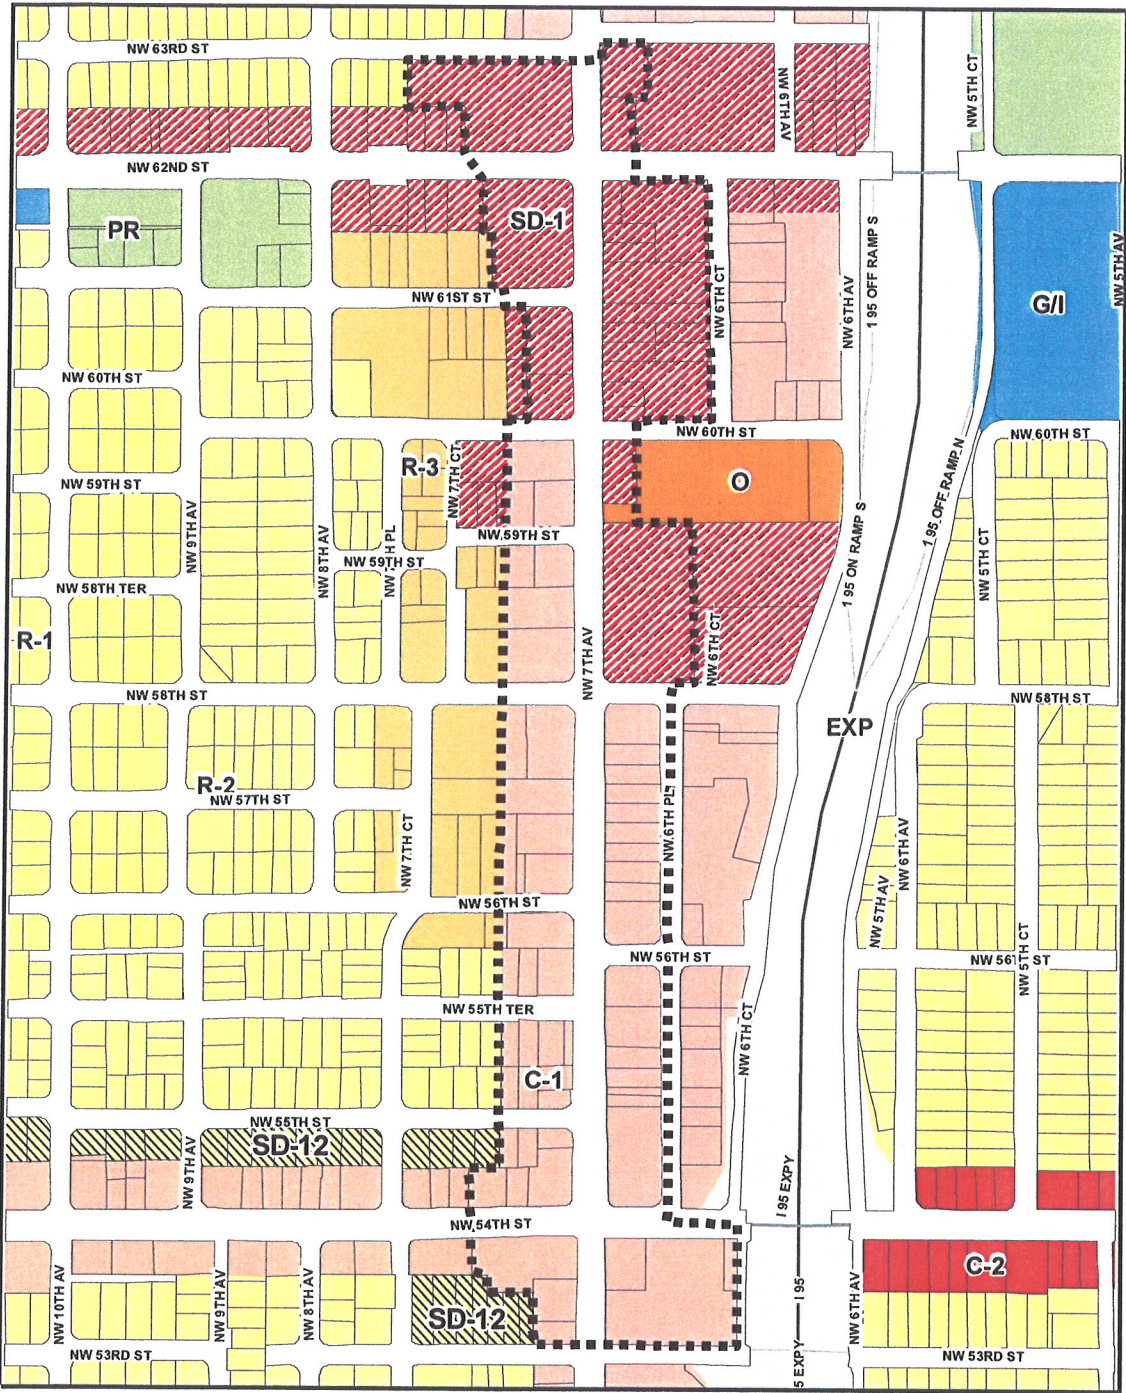 NW 63RD ST
NW 6TH AV
NW 5TH CT
NW 62ND ST
PR
SD-1
I 95 OFF RAMP S
NW 5TH AV
NW 61ST ST
NW 6TH CT
NW 6TH AV
G/I
NW 60TH ST
NW 60TH ST
NW 60TH ST
R-3
NW 7TH CT
O
NW 59TH ST
NW 9TH AV
NW 8TH AV
NW 59TH ST
NW 59TH ST
PL
I 95 ON RAMP S
I 95 OFF RAMP N
NW 5TH CT
NW 58TH TER
R-1
NW 7TH AV
NW 6TH CT
NW 58TH ST
NW 58TH ST
EXP
R-2
NW 57TH ST
NW 6TH PL
NW 7TH CT
NW 6TH AV
NW 5TH AV
NW 56TH ST
NW 56TH ST
NW 56T ST
NW 5TH CT
NW 55TH TER
NW 6TH CT
C-1
NW 55TH ST
SD-12
NW 9TH AV
I 95 EXPY
NW 54TH ST
C-2
NW 10TH AV
NW 9TH AV
NW 8TH AV
SD-12
I 95
5 EXPY
NW 6TH AV
NW 53RD ST
NW 53RD ST